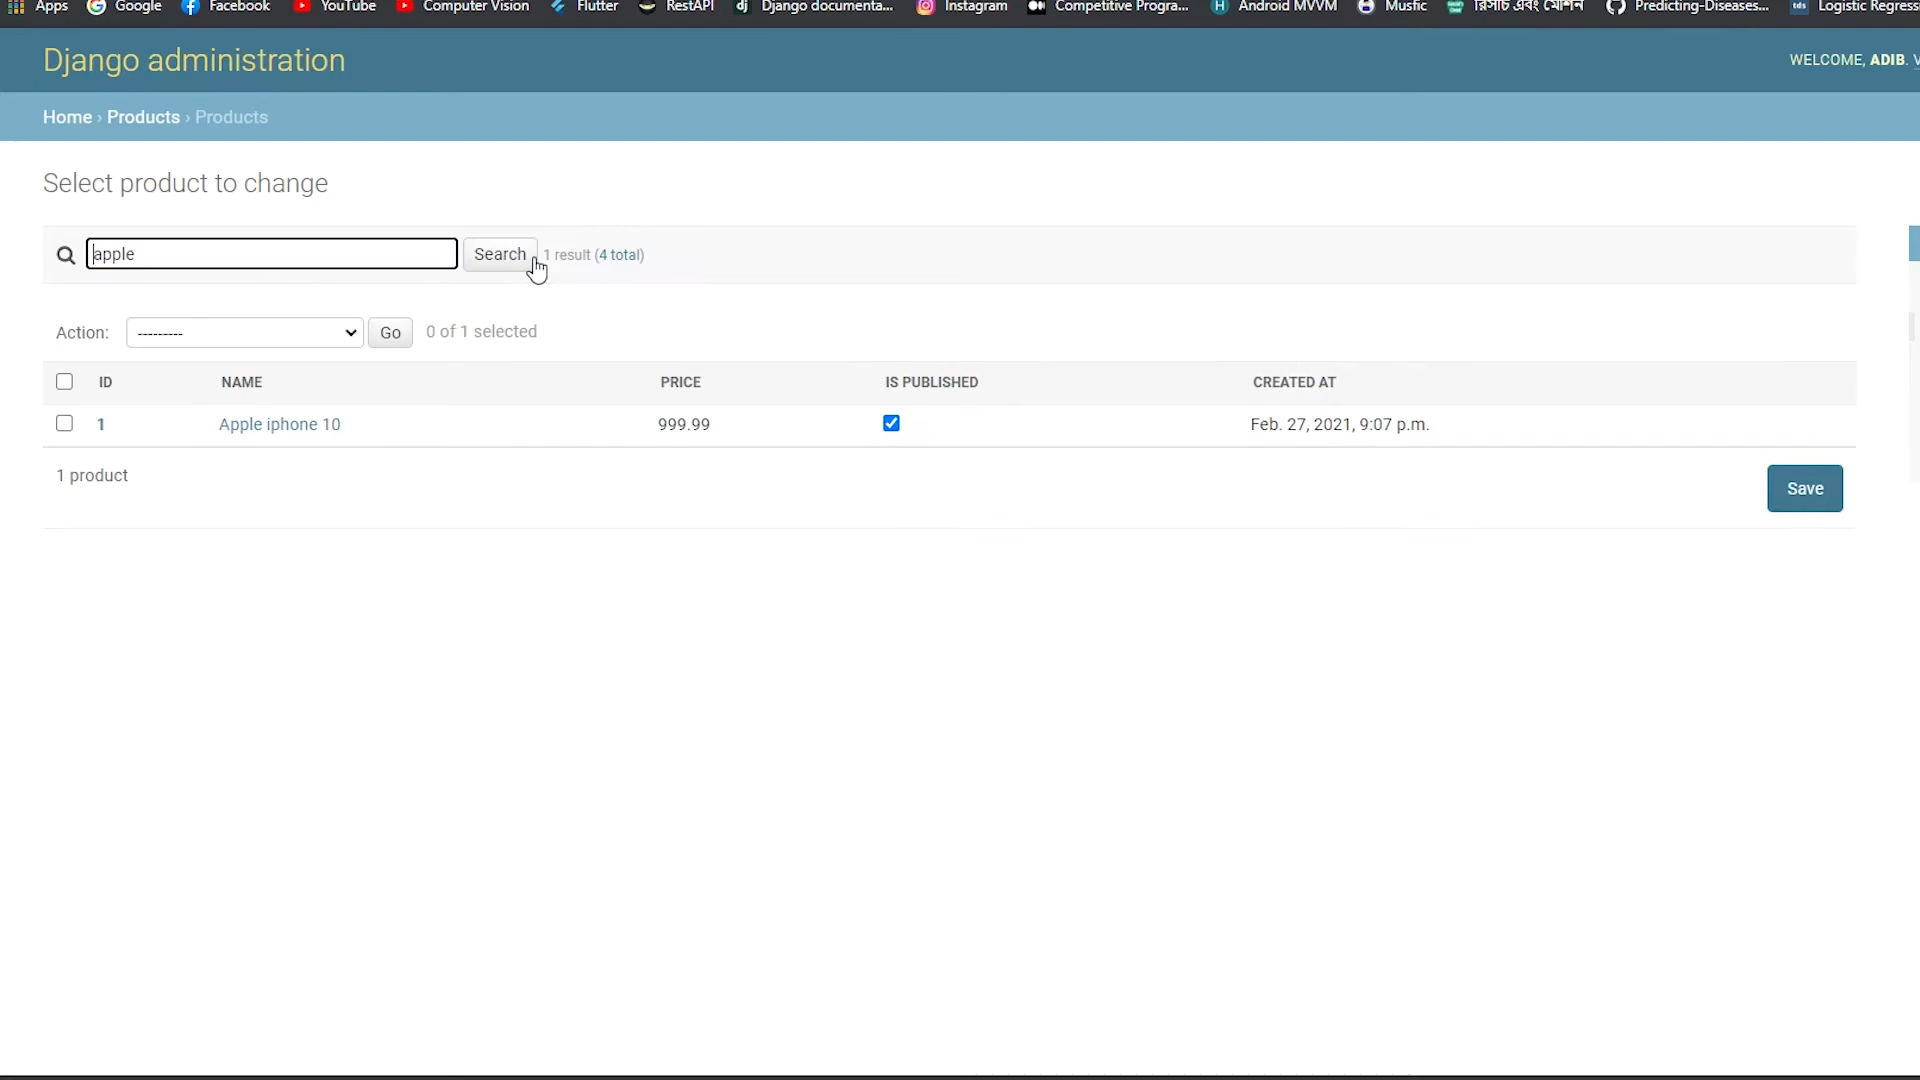 Apps Google Facebook YouTube Computer Vision Flutter RestAPI Django documenta... Instagram Competitive Progra... Android MVVM Musfic রিসার্চ এবং মেশিন Predicting-Diseases... Logistic Regress
Django administration
WELCOME, ADIB. V
Home › Products › Products
Select product to change
apple Search 1 result (4 total)
Action: --------- Go 0 of 1 selected
ID NAME PRICE IS PUBLISHED CREATED AT
1 Apple iphone 10 999.99 Feb. 27, 2021, 9:07 p.m.
1 product
Save